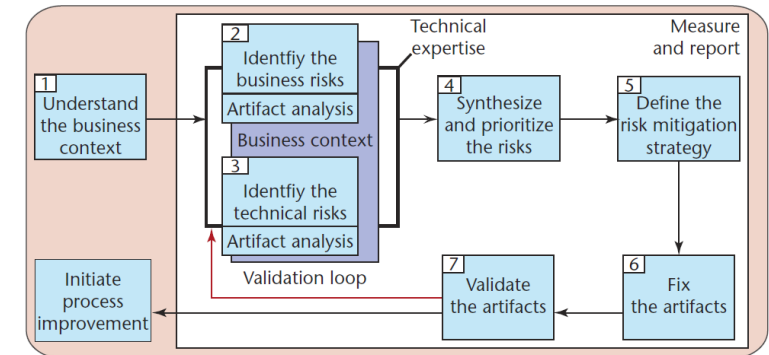 1
Understand
the business
context
2
Identfiy the
business risks
Artifact analysis
Business context
3
Identfiy the
technical risks
Artifact analysis
Validation loop
Technical
expertise
Measure
and report
4
Synthesize
and prioritize
the risks
5
Define the
risk mitigation
strategy
6
Fix
the artifacts
7
Validate
the artifacts
Initiate
process
improvement